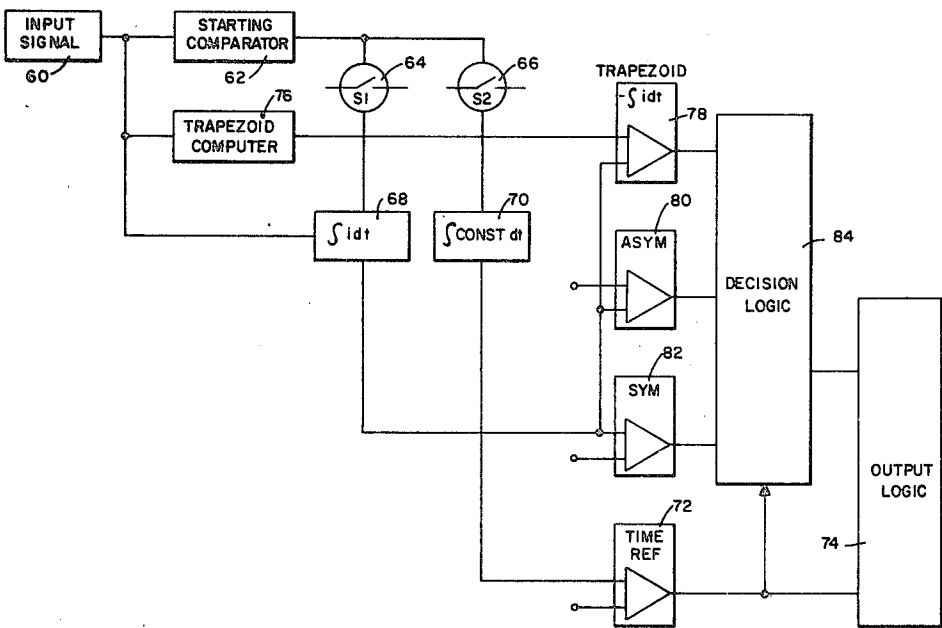 INPUT
SIGNAL
60
STARTING
COMPARATOR
62
64
S1
66
S2
TRAPEZOID
-∫ idt
78
76
TRAPEZOID
COMPUTER
68
∫ idt
70
∫ CONST dt
80
ASYM
84
DECISION
LOGIC
82
SYM
72
TIME
REF
OUTPUT
LOGIC
74